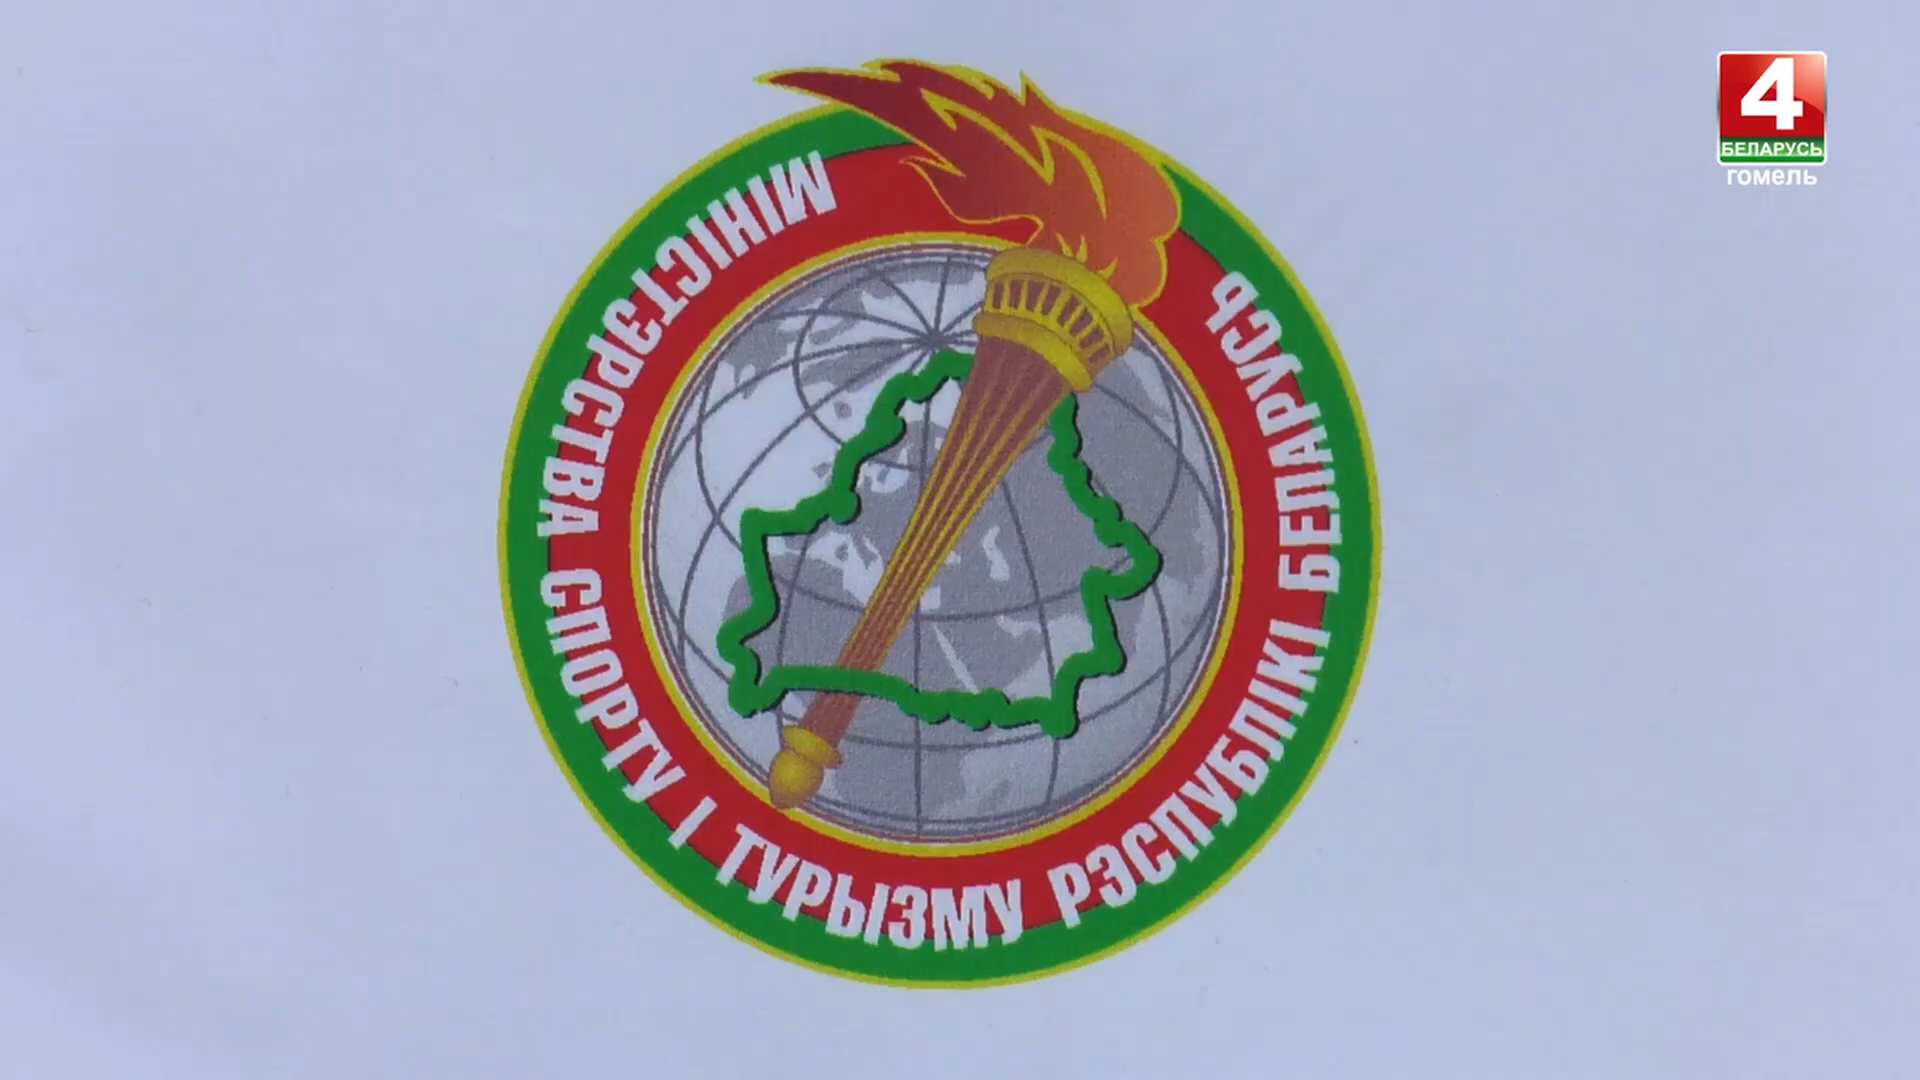 МІНІСТЭРСТВА СПОРТУ І ТУРЫЗМУ РЭСПУБЛІКІ БЕЛАРУСЬ
4
БЕЛАРУСЬ
гомель